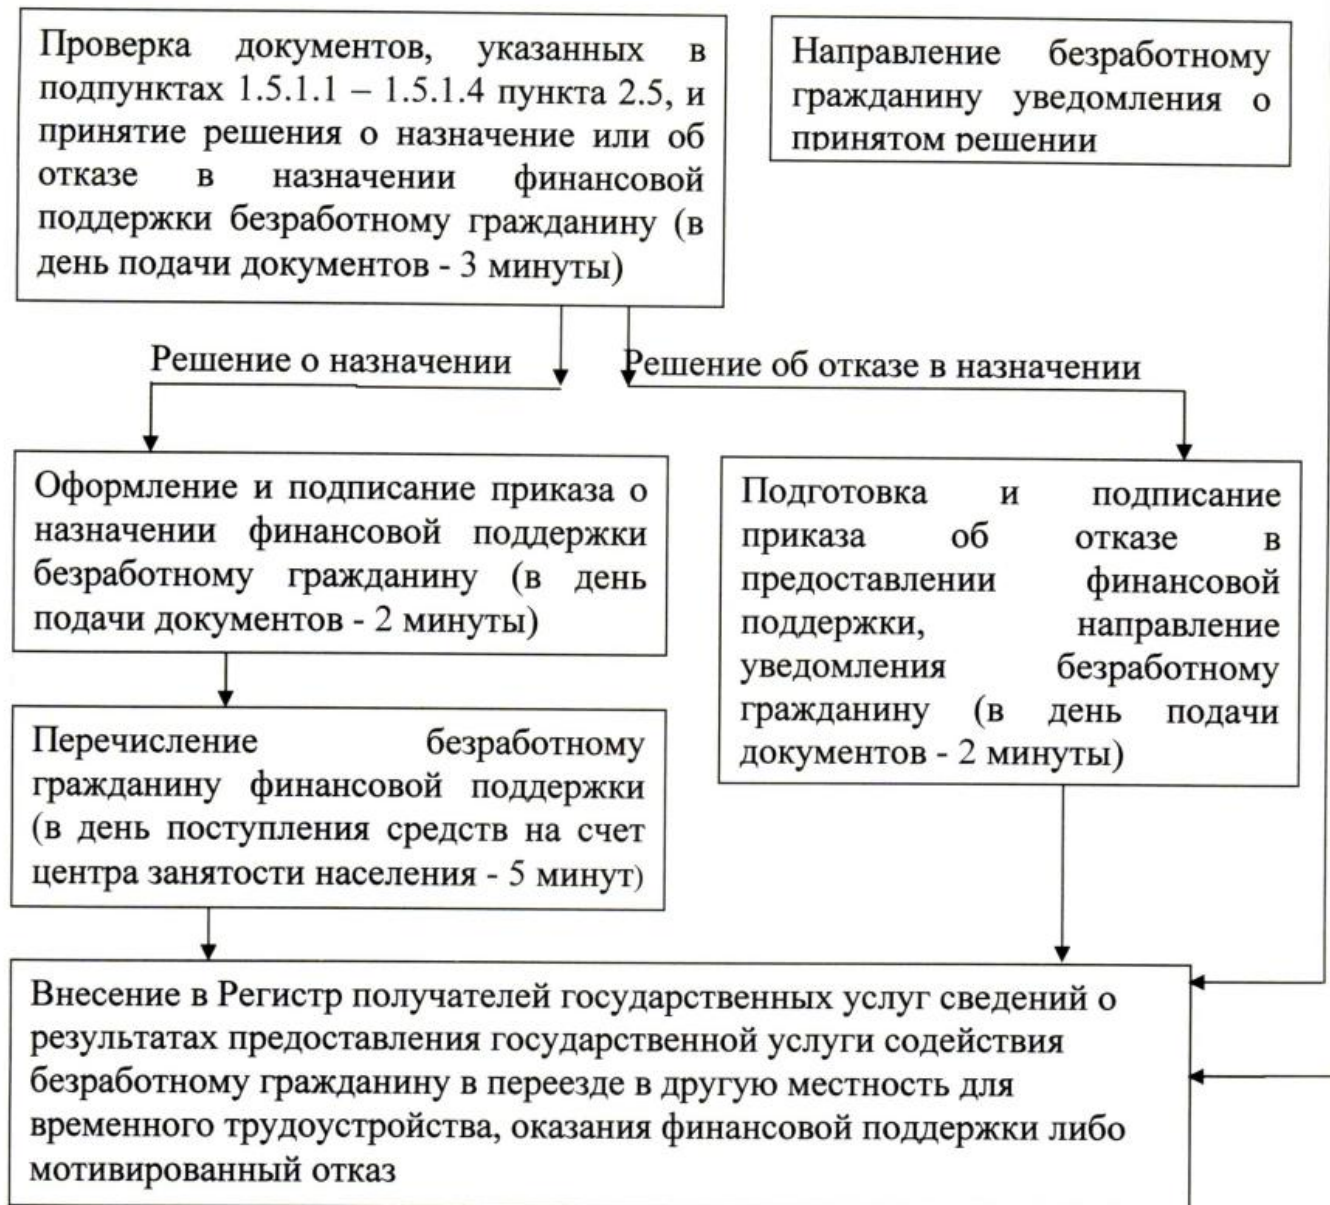 Проверка документов, указанных в
подпунктах 1.5.1.1 – 1.5.1.4 пункта 2.5, и
принятие решения о назначение или об
отказе в назначении финансовой
поддержки безработному гражданину (в
день подачи документов - 3 минуты)
Направление безработному
гражданину уведомления о
принятом решении
Решение о назначении
Решение об отказе в назначении
Оформление и подписание приказа о
назначении финансовой поддержки
безработному гражданину (в день
подачи документов - 2 минуты)
Подготовка и подписание
приказа об отказе в
предоставлении финансовой
поддержки, направление
уведомления безработному
гражданину (в день подачи
документов - 2 минуты)
Перечисление безработному
гражданину финансовой поддержки
(в день поступления средств на счет
центра занятости населения - 5 минут)
Внесение в Регистр получателей государственных услуг сведений о
результатах предоставления государственной услуги содействия
безработному гражданину в переезде в другую местность для
временного трудоустройства, оказания финансовой поддержки либо
мотивированный отказ